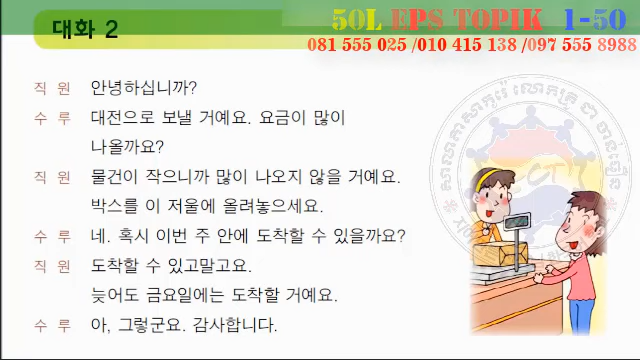 50L EPS TOPIK 1-50
081 555 025 /010 415 138 /097 555 8988
대화 2
직 원 안녕하십니까?
수 루 대전으로 보낼 거예요. 요금이 많이
나올까요?
직 원 물건이 작으니까 많이 나오지 않을 거예요.
박스를 이 저울에 올려놓으세요.
수 루 네. 혹시 이번 주 안에 도착할 수 있을까요?
직 원 도착할 수 있고말고요.
늦어도 금요일에는 도착할 거예요.
수 루 아, 그렇군요. 감사합니다.